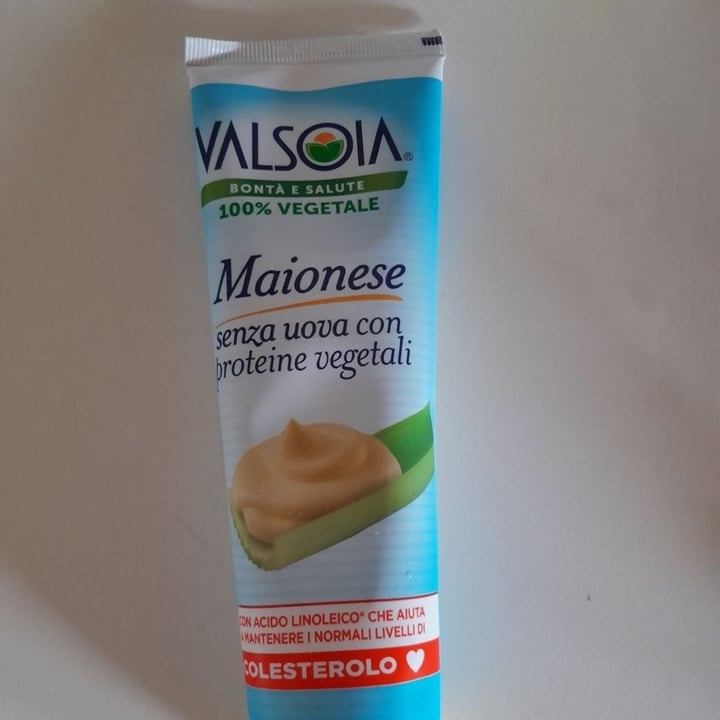 VALSOIA®
BONTÀ E SALUTE
100% VEGETALE
Maionese
senza uova con
proteine vegetali
CON ACIDO LINOLEICO* CHE AIUTA
A MANTENERE I NORMALI LIVELLI DI
COLESTEROLO